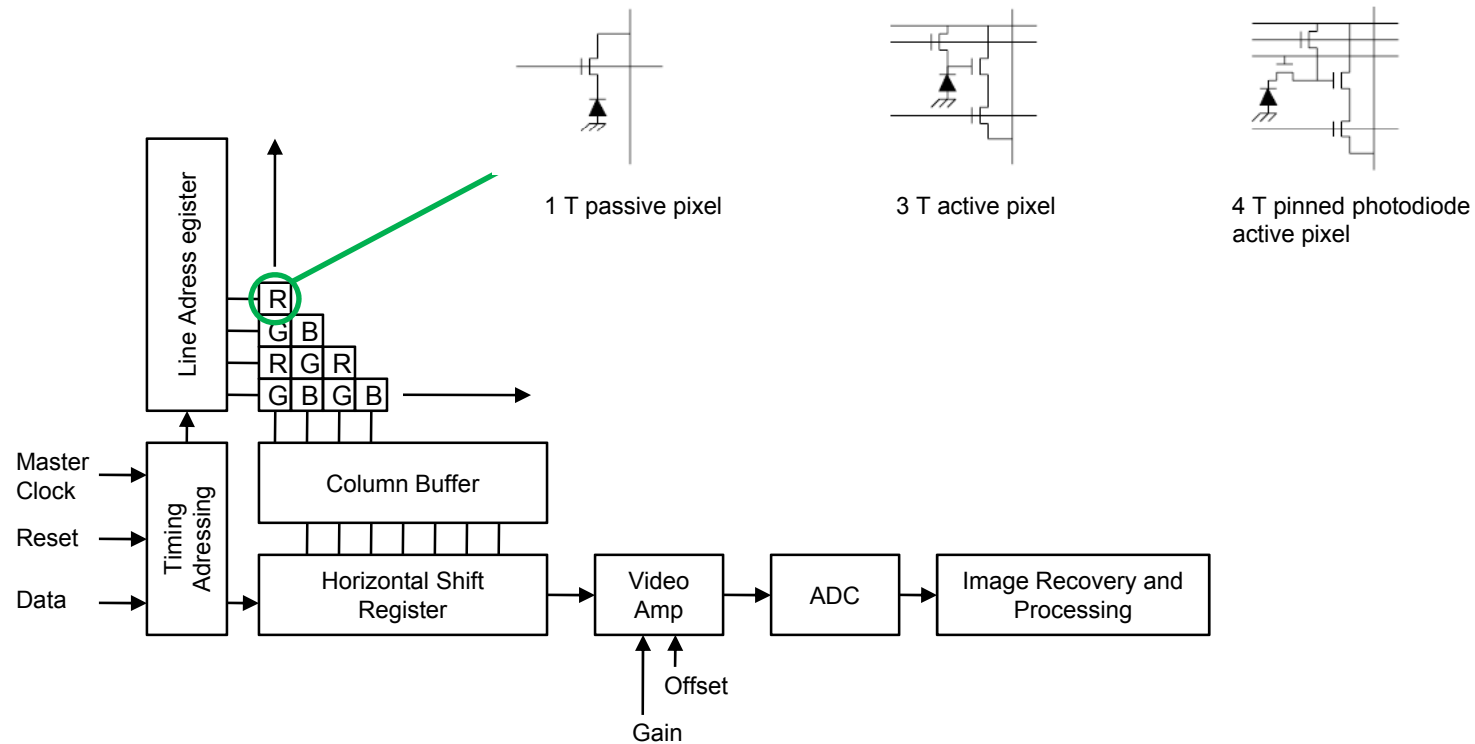 1 T passive pixel
3 T active pixel
4 T pinned photodiode
active pixel
Line Adress egister
R
G B
R G R
G B G B
Master
Clock
Reset
Data
Timing
Adressing
Column Buffer
Horizontal Shift
Register
Video
Amp
ADC
Image Recovery and
Processing
Offset
Gain